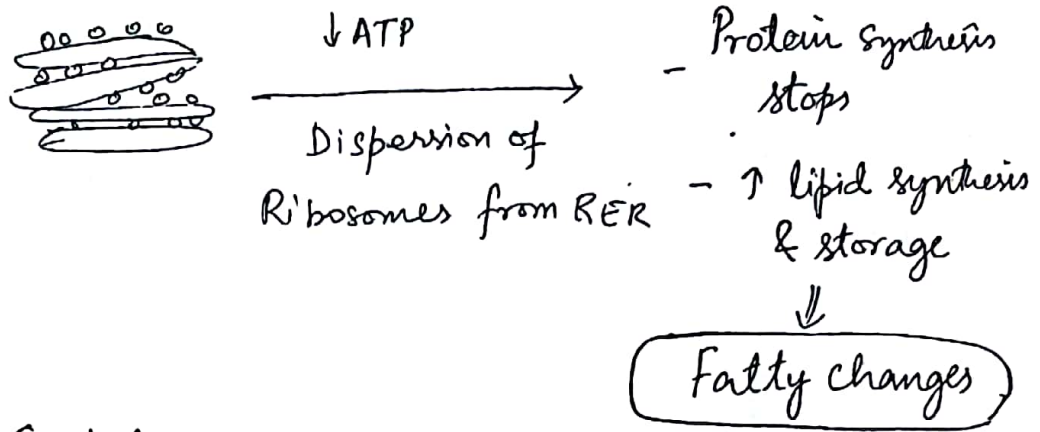 ↓ ATP
Dispersion of
Ribosomes from RER
- Protein synthesis
stops
- ↑ lipid synthesis
& storage
⇓
Fatty changes